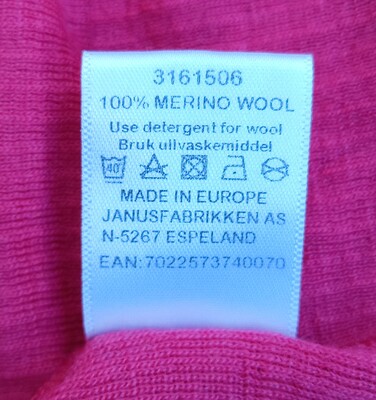 3161506
100% MERINO WOOL
Use detergent for wool
Bruk ullvaskemiddel
40
MADE IN EUROPE
JANUSFABRIKKEN AS
N-5267 ESPELAND
EAN:7022573740070